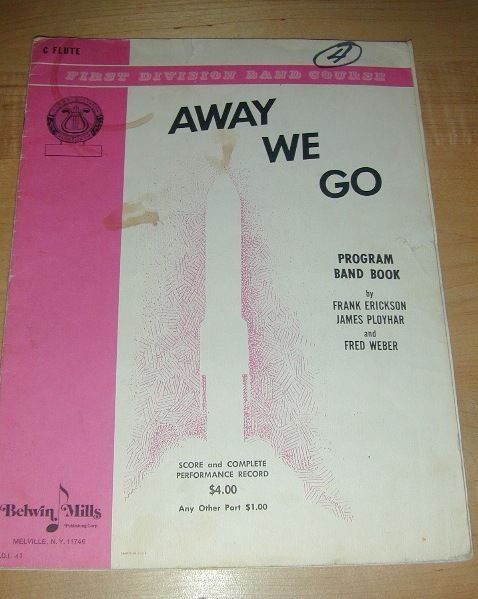 C FLUTE
4
FIRST DIVISION BAND COURSE
AWAY
WE
GO
PROGRAM
BAND BOOK
by
FRANK ERICKSON
JAMES PLOYHAR
and
FRED WEBER
SCORE and COMPLETE
PERFORMANCE RECORD
$4.00
Any Other Part $1.00
Belwin Mills
Publishing Corp.
MELVILLE, N.Y. 11746